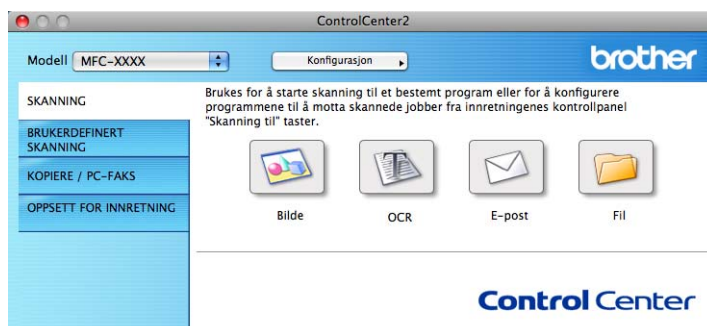 ControlCenter2
Modell MFC-XXXX Konfigurasjon brother
SKANNING
Brukes for å starte skanning til et bestemt program eller for å konfigurere
programmene til å motta skannede jobber fra innretningenes kontrollpanel
"Skanning til" taster.
BRUKERDEFINERT
SKANNING
KOPIERE / PC-FAKS
OPPSETT FOR INNRETNING
Bilde OCR E-post Fil
Control Center